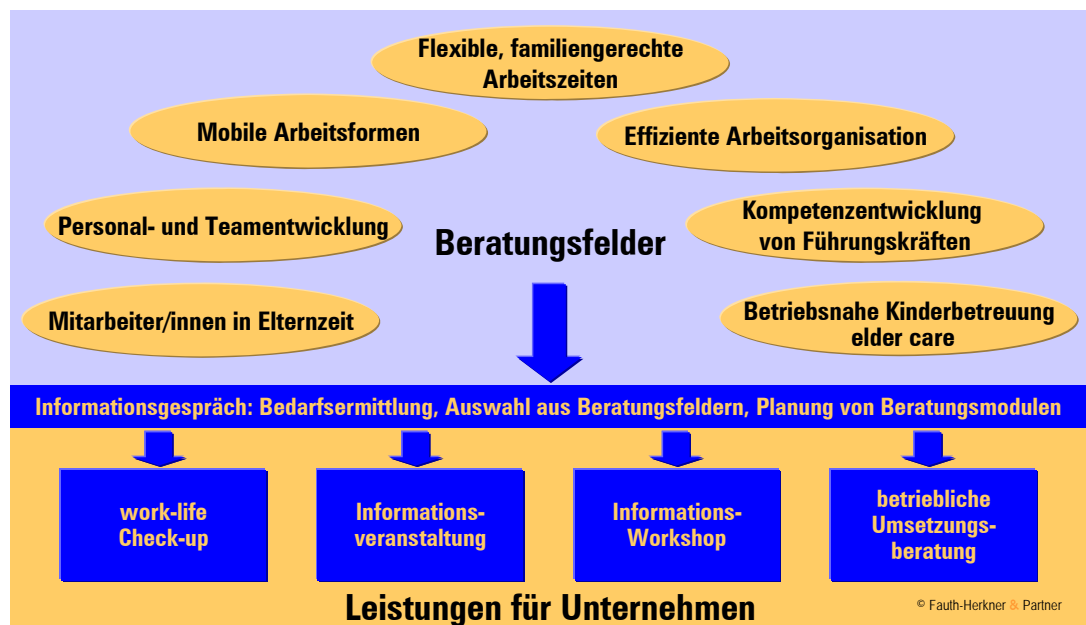 Flexible, familiengerechte
Arbeitszeiten
Mobile Arbeitsformen
Effiziente Arbeitsorganisation
Personal- und Teamentwicklung
Kompetenzentwicklung
von Führungskräften
Beratungsfelder
Mitarbeiter/innen in Elternzeit
Betriebsnahe Kinderbetreuung
elder care
Informationsgespräch: Bedarfsermittlung, Auswahl aus Beratungsfeldern, Planung von Beratungsmodulen
work-life
Check-up
Informations-
veranstaltung
Informations-
Workshop
betriebliche
Umsetzungs-
beratung
Leistungen für Unternehmen
© Fauth-Herkner & Partner